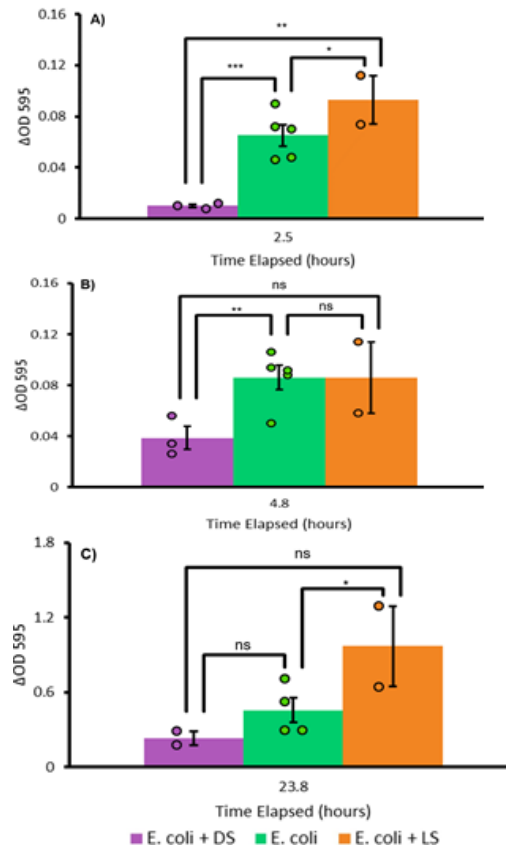 A)
0.16
**
***
*
0.12
ΔOD 595
0.08
0.04
0
2.5
Time Elapsed (hours)
B)
0.16
ns
**
ns
0.12
ΔOD 595
0.08
0.04
0
4.8
Time Elapsed (hours)
C)
1.8
ns
*
ns
1.2
ΔOD 595
0.6
0
23.8
Time Elapsed (hours)
E. coli + DS E. coli E. coli + LS